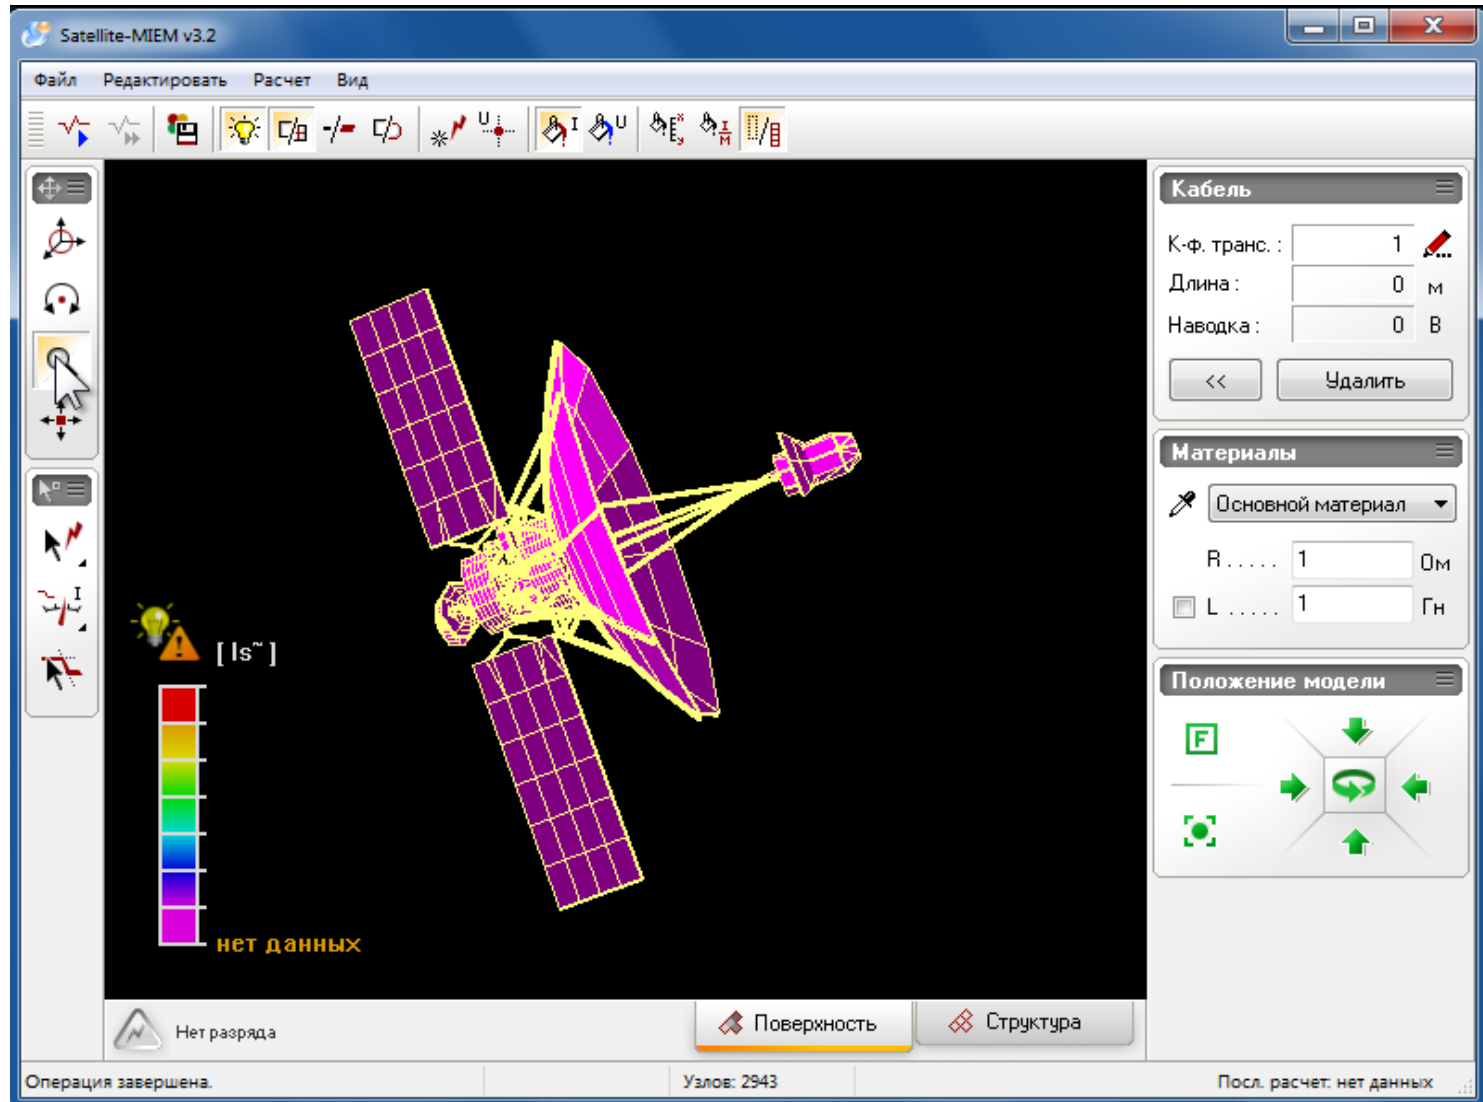 Satellite-MIEM v3.2
Файл Редактировать Расчет Вид
U I U x y I M
Кабель
К-ф. транс. : 1
Длина : 0 м
Наводка : 0 В
<< Удалить
Материалы
Основной материал
R . . . . . 1 Ом
L . . . . . 1 Гн
Положение модели
F
I
[ Is~ ]
нет данных
Нет разряда
Поверхность Структура
Операция завершена. Узлов: 2943 Посл. расчет: нет данных